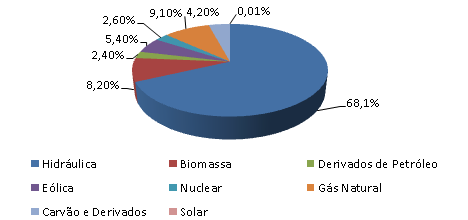 2,60%
9,10%
4,20%
0,01%
5,40%
2,40%
8,20%
68,1%
Hidráulica
Biomassa
Derivados de Petróleo
Eólica
Nuclear
Gás Natural
Carvão e Derivados
Solar